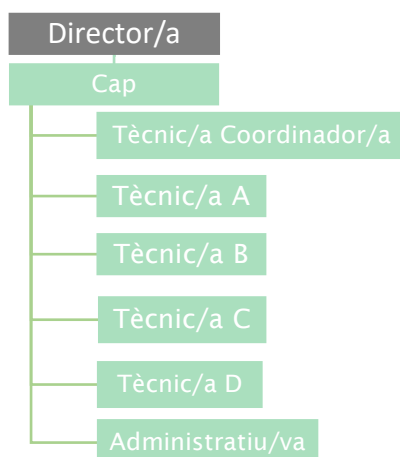 Director/a
Cap
Tècnic/a Coordinador/a
Tècnic/a A
Tècnic/a B
Tècnic/a C
Tècnic/a D
Administratiu/va